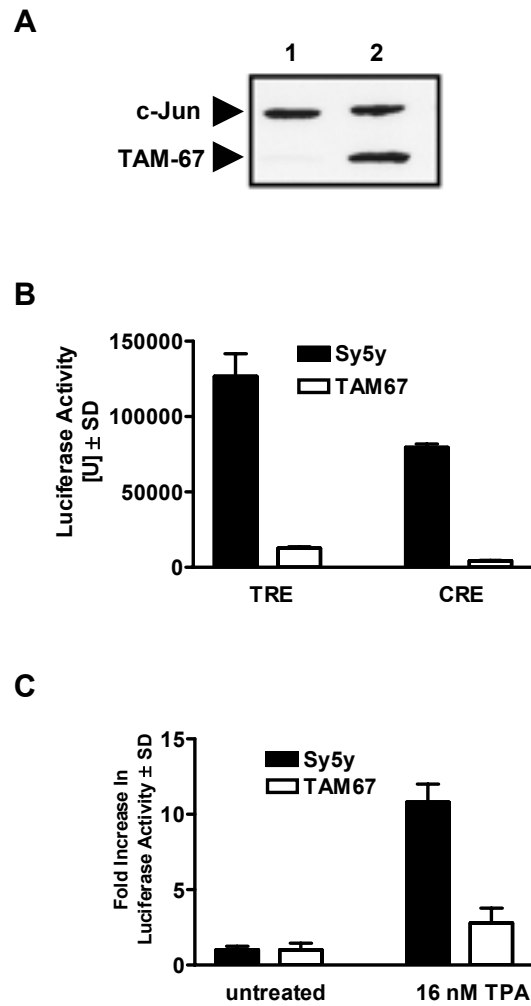 A
1 2
c-Jun
TAM-67
B
150000
100000
50000
0
Luciferase Activity
[U] ± SD
Sy5y
TAM67
TRE CRE
C
15
10
5
0
Fold Increase In
Luciferase Activity ± SD
Sy5y
TAM67
untreated 16 nM TPA